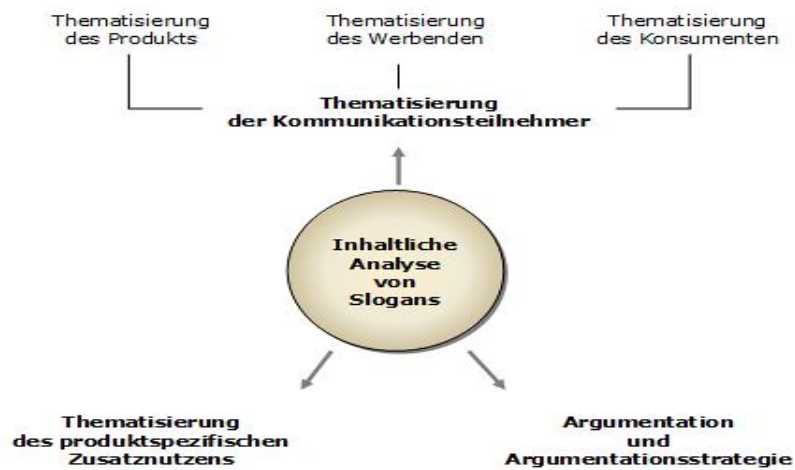 Thematisierung
des Produkts
Thematisierung
des Werbenden
Thematisierung
des Konsumenten
Thematisierung
der Kommunikationsteilnehmer
Inhaltliche
Analyse
von
Slogans
Thematisierung
des produktspezifischen
Zusatznutzens
Argumentation
und
Argumentationsstrategie